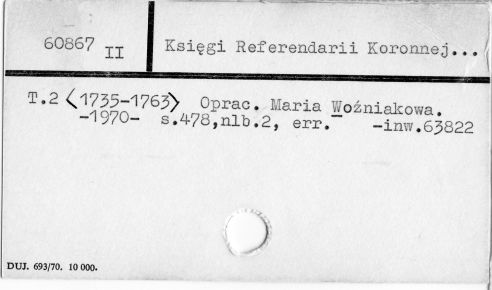 60867 II Księgi Referendarii Koronnej...
T.2 <1735-1763> Oprac. Maria Woźniakowa.
-1970- s.478,nlb.2, err. -inw.63822
DUJ. 693/70. 10 000.